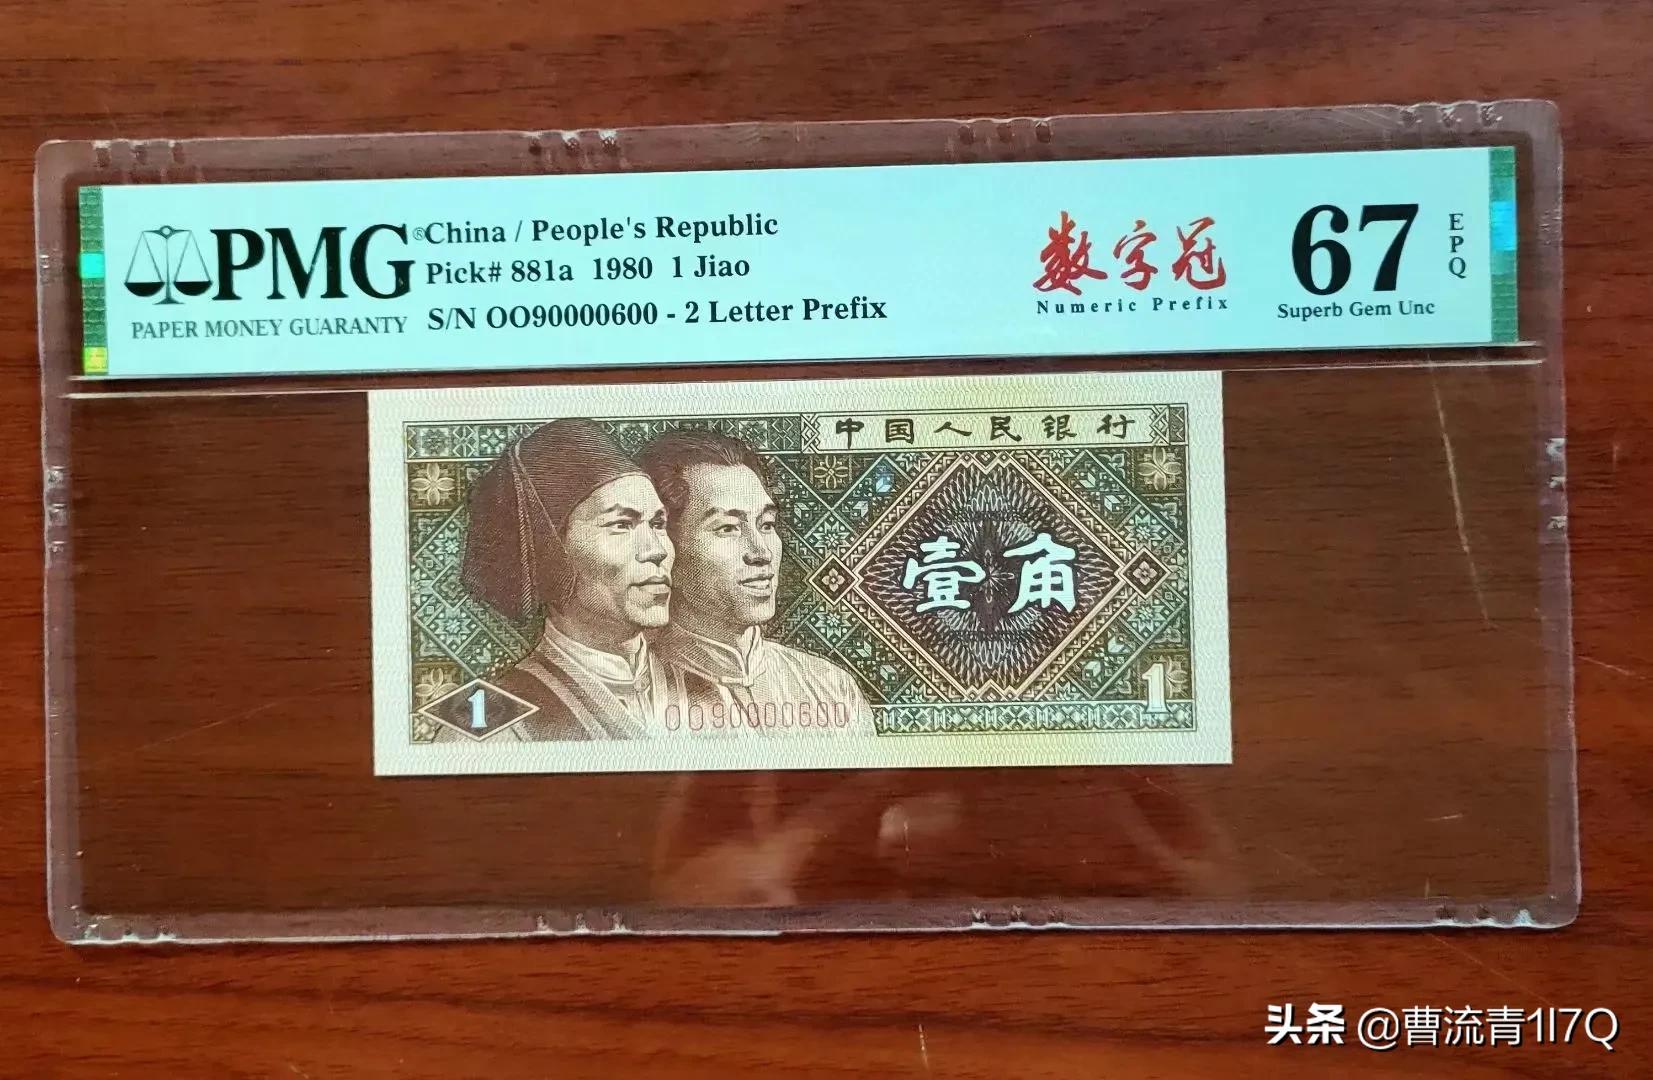 PMG®
PAPER MONEY GUARANTY
China / People's Republic
Pick# 881a 1980 1 Jiao
S/N OO90000600 - 2 Letter Prefix
数字冠
Numeric Prefix
67
EPQ
Superb Gem Unc
中国人民银行
壹角
1
1
OO90000600
头条 @曹流青1I7Q